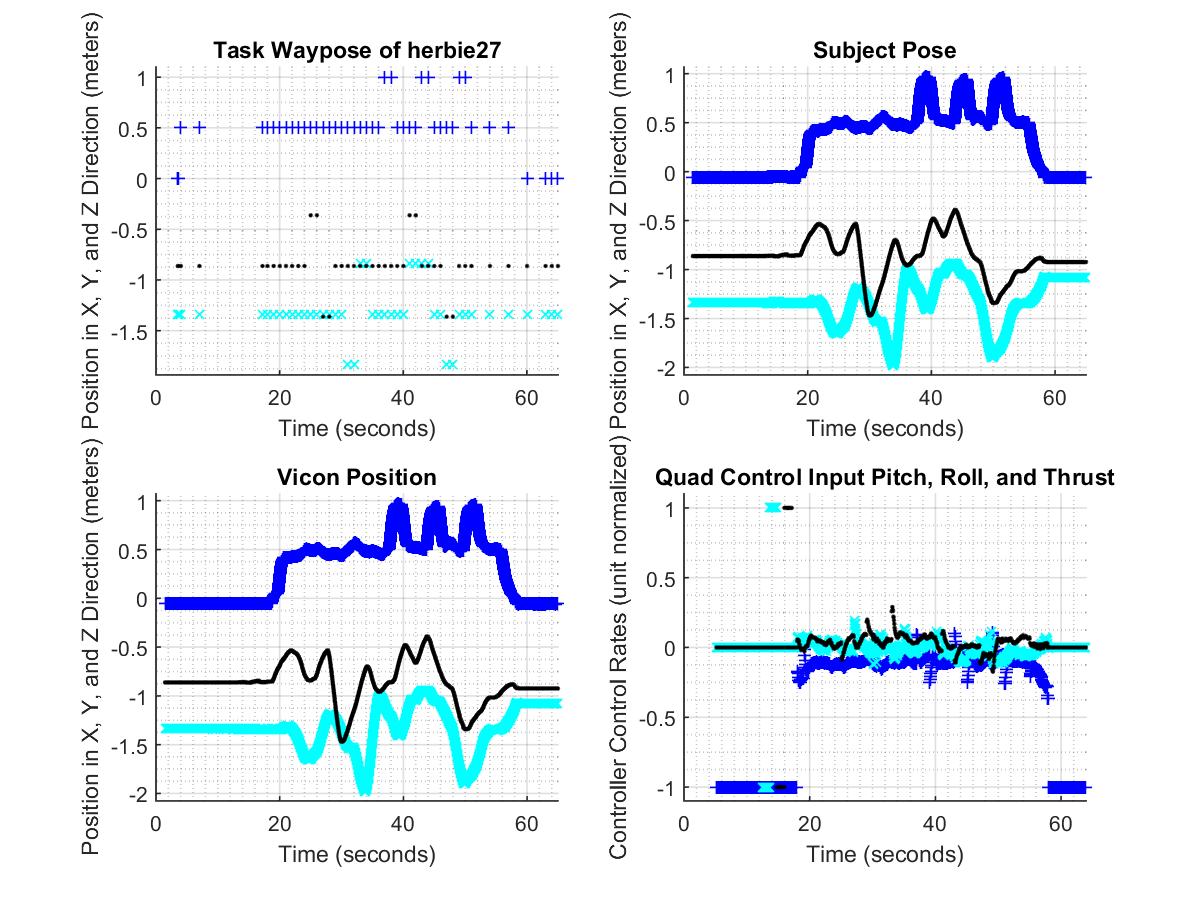 Task Waypose of herbie27
Position in X, Y, and Z Direction (meters)
1
0.5
0
-0.5
-1
-1.5
0 20 40 60
Time (seconds)
Subject Pose
Position in X, Y, and Z Direction (meters)
1
0.5
0
-0.5
-1
-1.5
-2
0 20 40 60
Time (seconds)
Vicon Position
Position in X, Y, and Z Direction (meters)
1
0.5
0
-0.5
-1
-1.5
-2
0 20 40 60
Time (seconds)
Quad Control Input Pitch, Roll, and Thrust
Controller Control Rates (unit normalized)
1
0.5
0
-0.5
-1
0 20 40 60
Time (seconds)